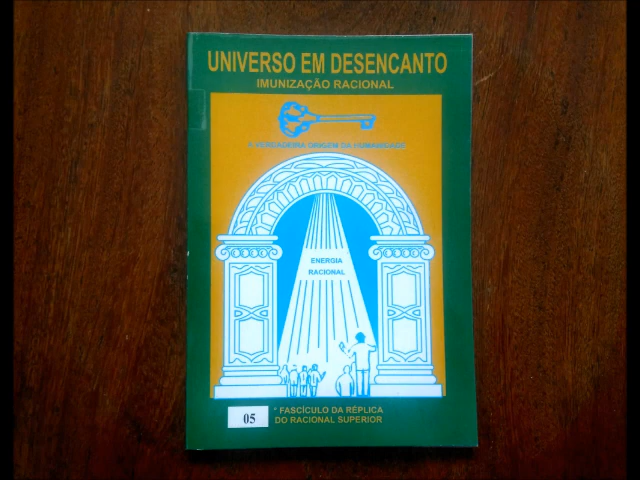 UNIVERSO EM DESENCANTO
IMUNIZAÇÃO RACIONAL
A VERDADEIRA ORIGEM DA HUMANIDADE
ENERGIA
RACIONAL
05
º FASCÍCULO DA RÉPLICA
DO RACIONAL SUPERIOR